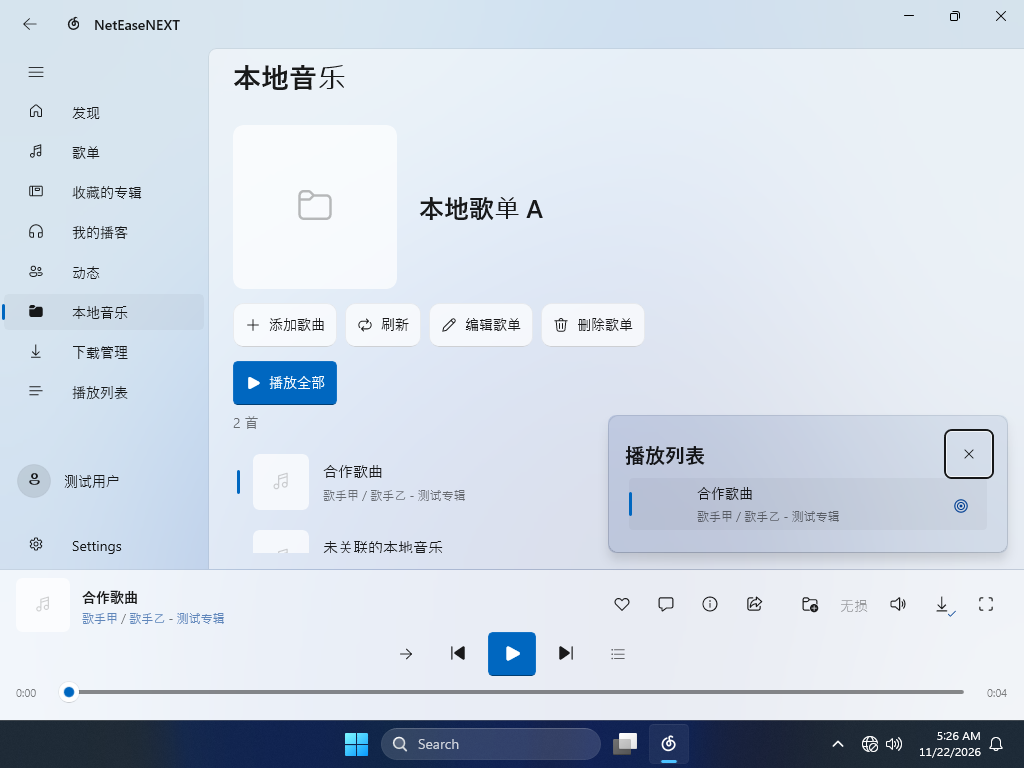 NetEaseNEXT
本地音乐
发现
歌单
收藏的专辑
我的播客
动态
本地音乐
下载管理
播放列表
测试用户
Settings
本地歌单 A
添加歌曲
刷新
编辑歌单
删除歌单
播放全部
2 首
合作歌曲
歌手甲 / 歌手乙 - 测试专辑
未关联的本地音乐
播放列表
合作歌曲
歌手甲 / 歌手乙 - 测试专辑
合作歌曲
歌手甲 / 歌手乙 - 测试专辑
无损
0:00
0:04
Search
5:26 AM
11/22/2026